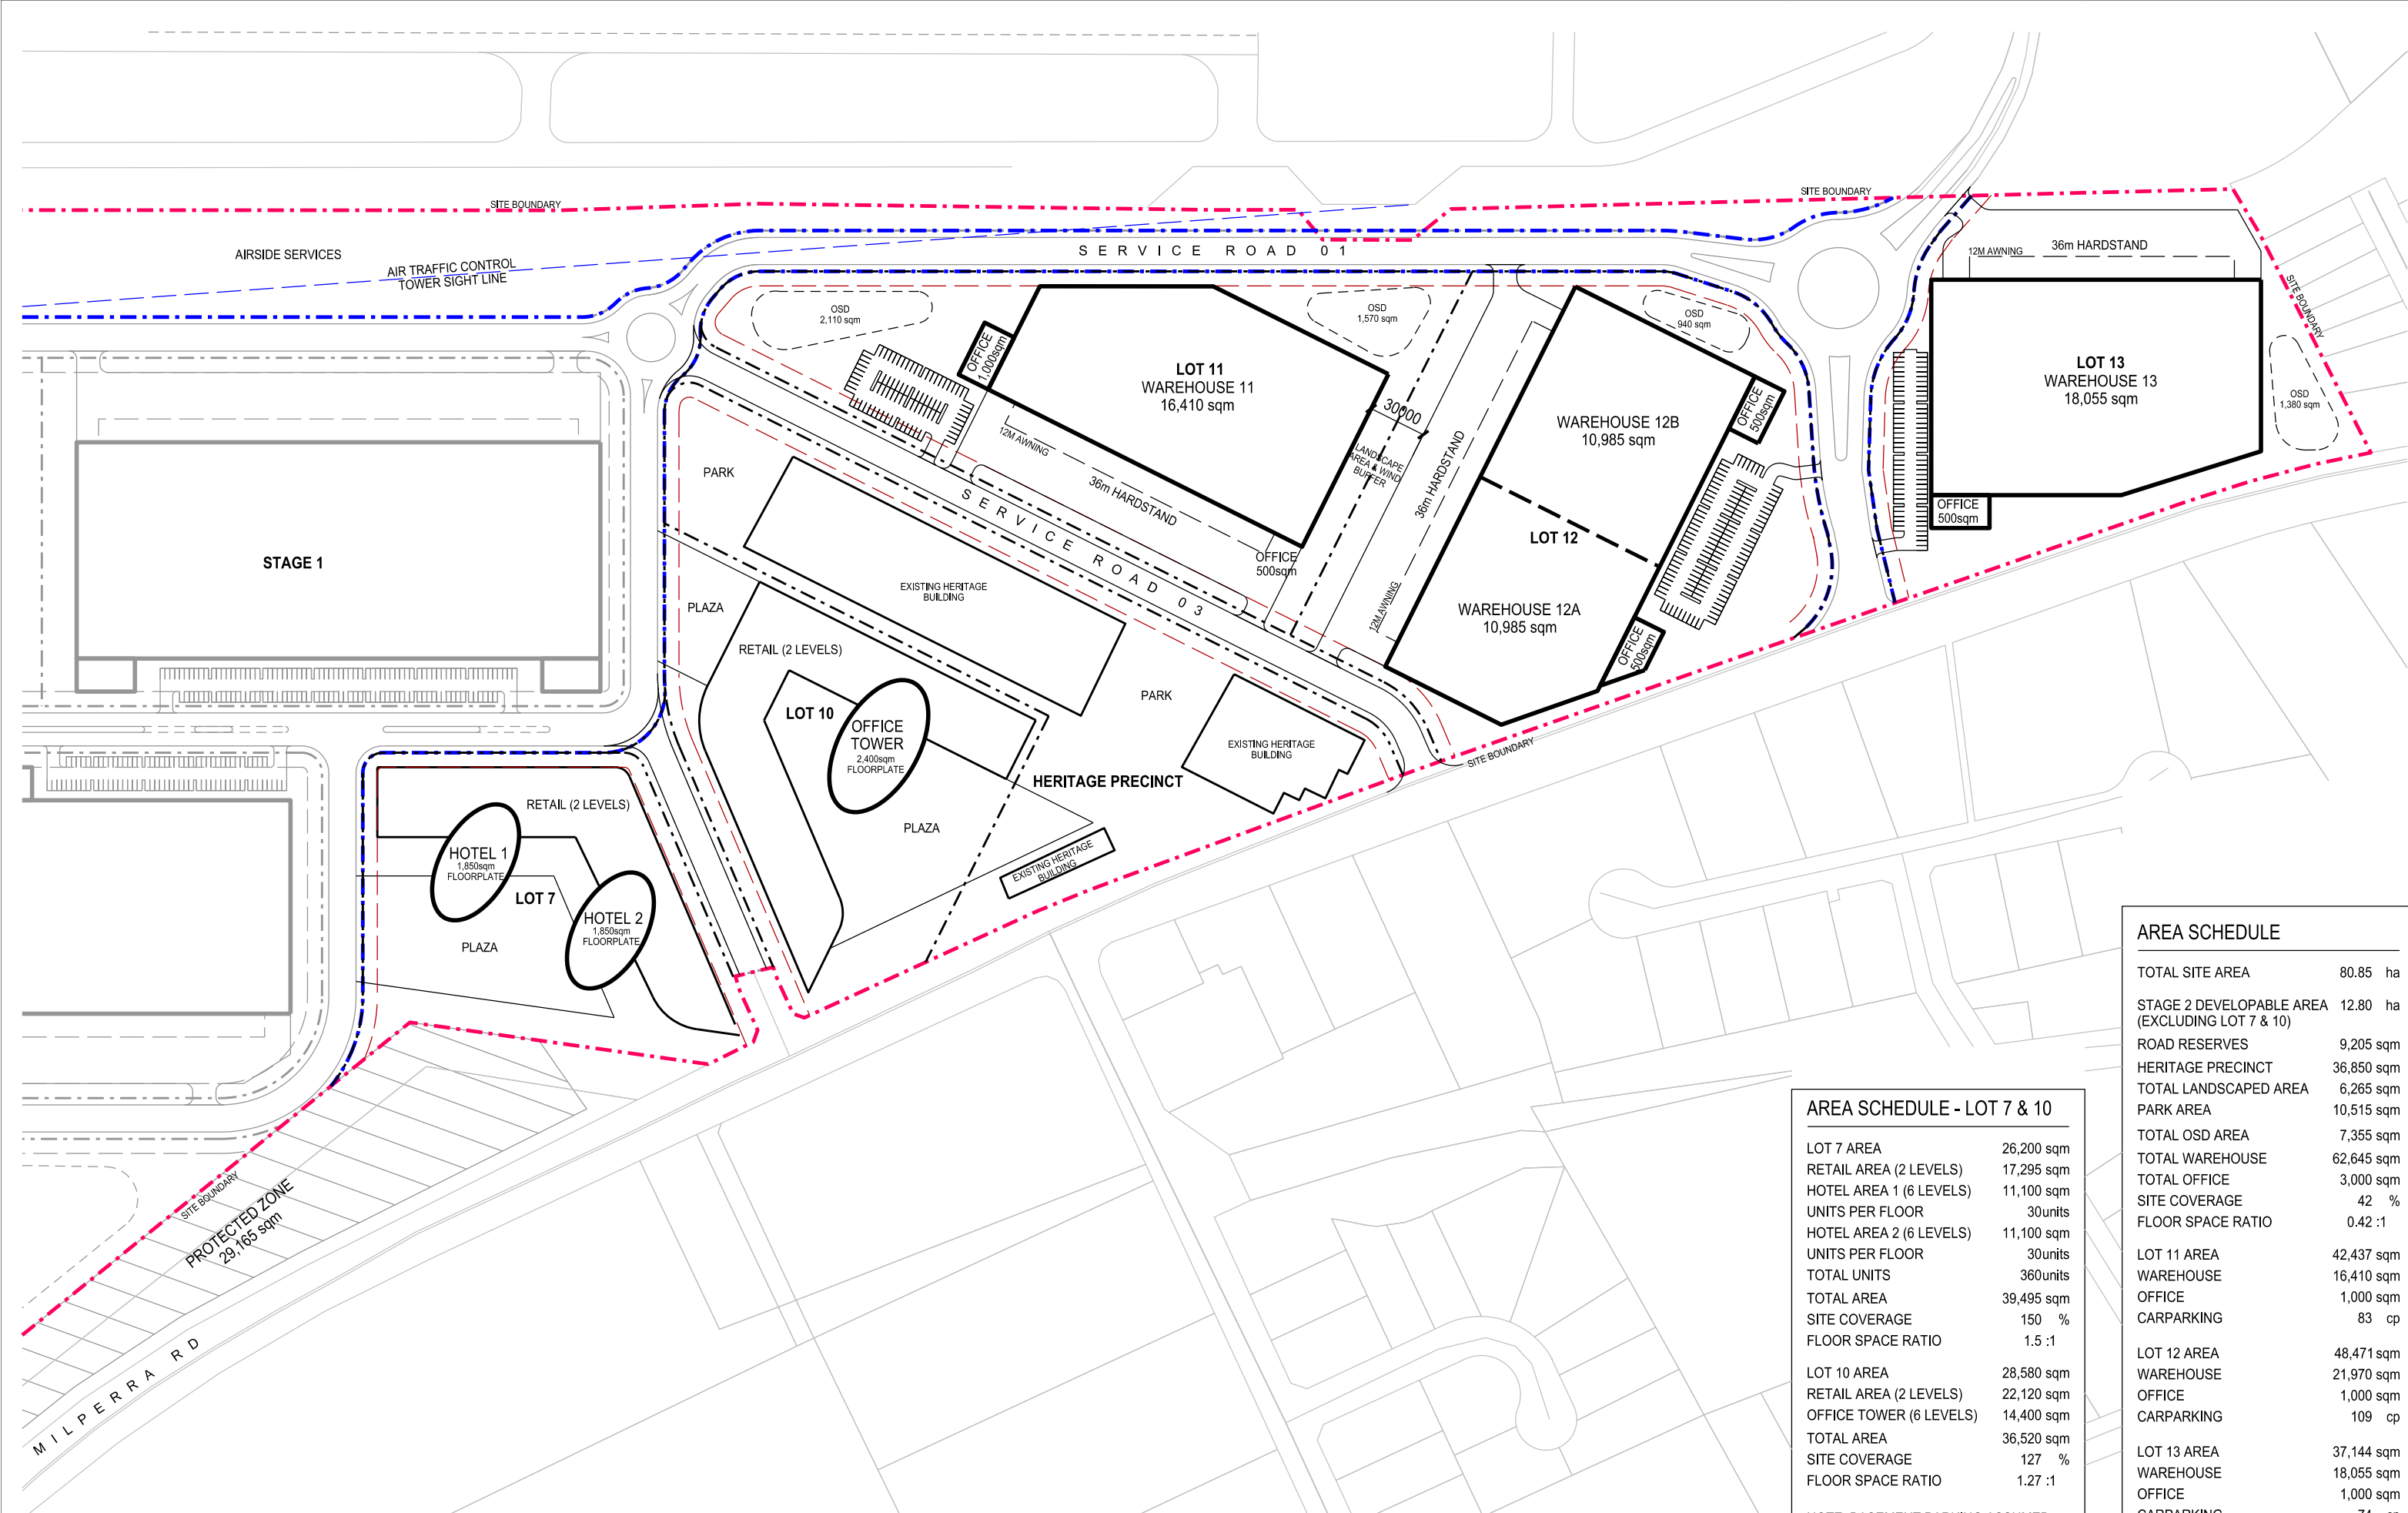 SITE BOUNDARY
SITE BOUNDARY
AIRSIDE SERVICES
AIR TRAFFIC CONTROL
TOWER SIGHT LINE
SERVICE ROAD 01
12M AWNING
36m HARDSTAND
SITE BOUNDARY
OSD
2,110 sqm
OSD
1,570 sqm
OSD
940 sqm
OFFICE
1,000sqm
LOT 11
WAREHOUSE 11
16,410 sqm
LOT 13
WAREHOUSE 13
18,055 sqm
OSD
1,380 sqm
30000
OFFICE
500sqm
WAREHOUSE 12B
10,985 sqm
12M AWNING
36m HARDSTAND
LANDSCAPE
AREA & WIND
BUFFER
36m HARDSTAND
PARK
SERVICE ROAD 03
OFFICE
500sqm
LOT 12
STAGE 1
OFFICE
500sqm
EXISTING HERITAGE
BUILDING
12M AWNING
PLAZA
WAREHOUSE 12A
10,985 sqm
OFFICE
500sqm
RETAIL (2 LEVELS)
PARK
LOT 10
OFFICE
TOWER
2,400sqm
FLOORPLATE
EXISTING HERITAGE
BUILDING
SITE BOUNDARY
HERITAGE PRECINCT
RETAIL (2 LEVELS)
PLAZA
HOTEL 1
1,850sqm
FLOORPLATE
EXISTING HERITAGE
BUILDING
LOT 7
HOTEL 2
1,850sqm
FLOORPLATE
PLAZA
SITE BOUNDARY
PROTECTED ZONE
29,165 sqm
MILPERRA RD
AREA SCHEDULE - LOT 7 & 10
LOT 7 AREA 26,200 sqm
RETAIL AREA (2 LEVELS) 17,295 sqm
HOTEL AREA 1 (6 LEVELS) 11,100 sqm
UNITS PER FLOOR 30units
HOTEL AREA 2 (6 LEVELS) 11,100 sqm
UNITS PER FLOOR 30units
TOTAL UNITS 360units
TOTAL AREA 39,495 sqm
SITE COVERAGE 150 %
FLOOR SPACE RATIO 1.5 :1
LOT 10 AREA 28,580 sqm
RETAIL AREA (2 LEVELS) 22,120 sqm
OFFICE TOWER (6 LEVELS) 14,400 sqm
TOTAL AREA 36,520 sqm
SITE COVERAGE 127 %
FLOOR SPACE RATIO 1.27 :1
AREA SCHEDULE
TOTAL SITE AREA 80.85 ha
STAGE 2 DEVELOPABLE AREA 12.80 ha
(EXCLUDING LOT 7 & 10)
ROAD RESERVES 9,205 sqm
HERITAGE PRECINCT 36,850 sqm
TOTAL LANDSCAPED AREA 6,265 sqm
PARK AREA 10,515 sqm
TOTAL OSD AREA 7,355 sqm
TOTAL WAREHOUSE 62,645 sqm
TOTAL OFFICE 3,000 sqm
SITE COVERAGE 42 %
FLOOR SPACE RATIO 0.42 :1
LOT 11 AREA 42,437 sqm
WAREHOUSE 16,410 sqm
OFFICE 1,000 sqm
CARPARKING 83 cp
LOT 12 AREA 48,471 sqm
WAREHOUSE 21,970 sqm
OFFICE 1,000 sqm
CARPARKING 109 cp
LOT 13 AREA 37,144 sqm
WAREHOUSE 18,055 sqm
OFFICE 1,000 sqm